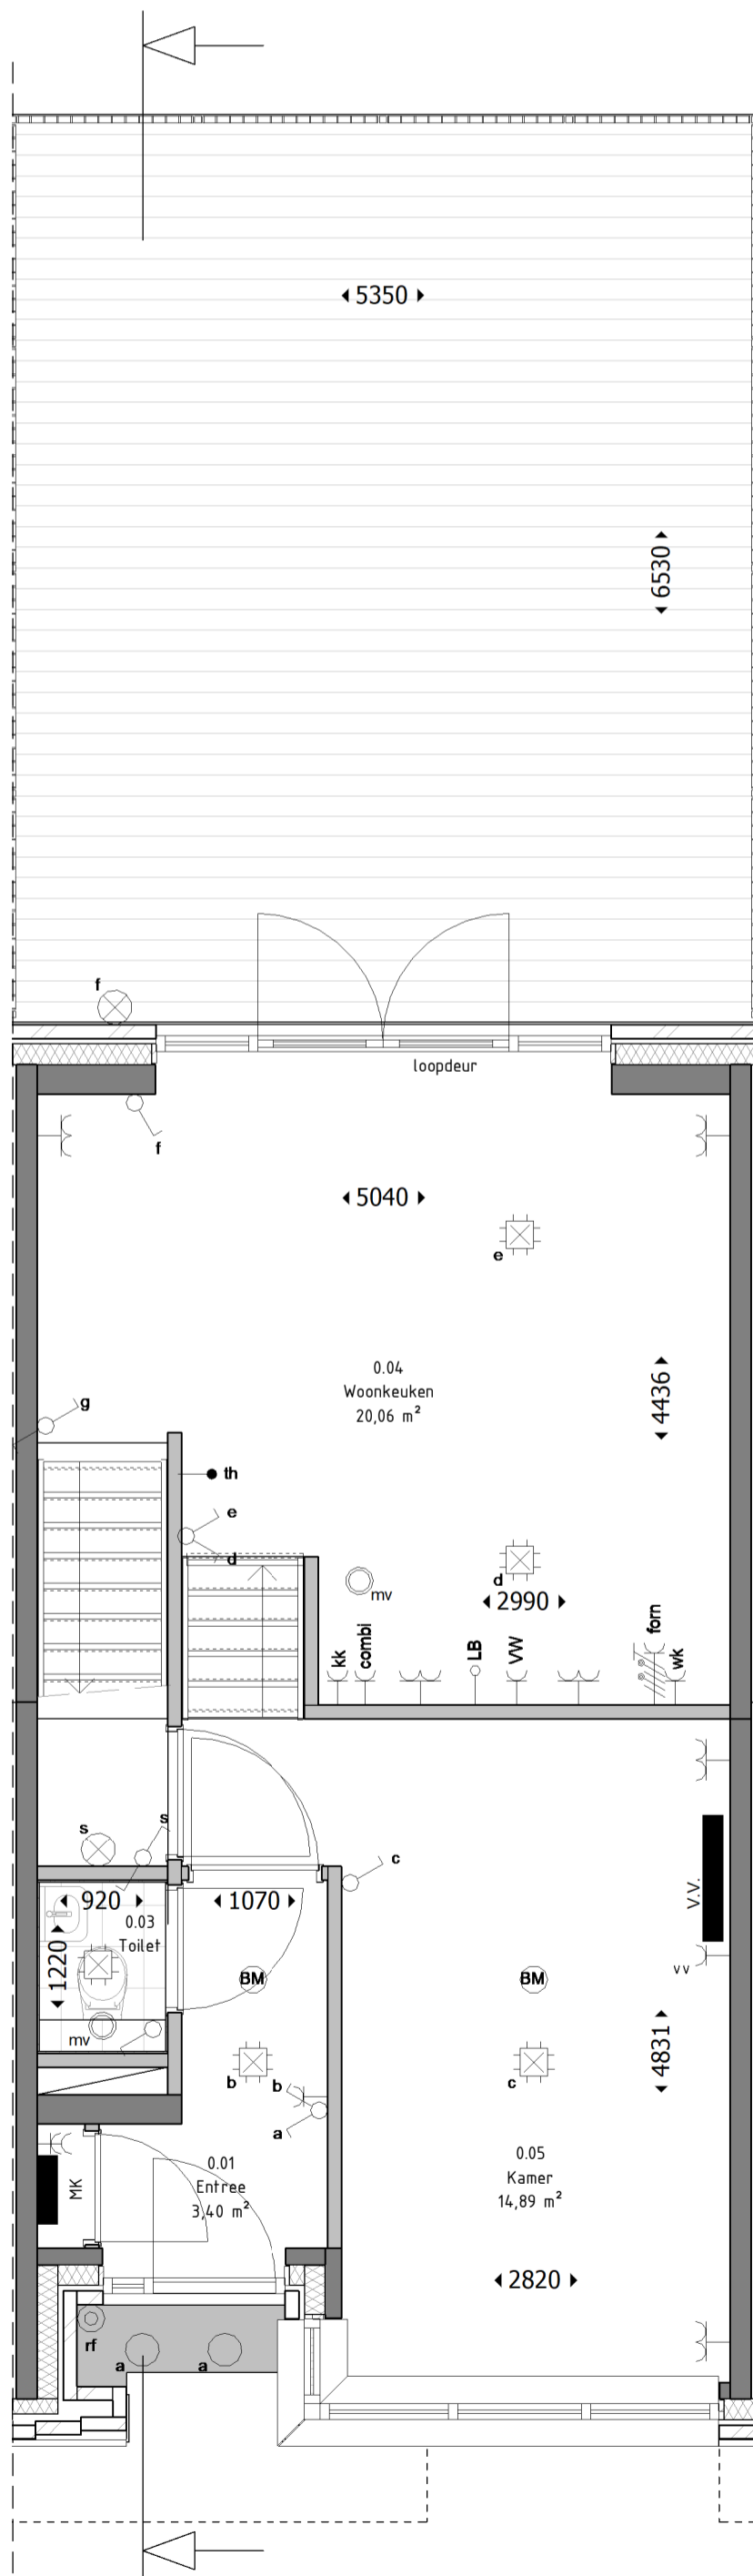 5350
6530
f
loopdeur
f
5040
e
0.04
Woonkeuken
20,06 m²
4436
g
th
e
d
d
mv
2990
kk
combi
LB
VW
forn
wk
s
s
c
V.V.
920
1070
0.03
Toilet
1220
BM
BM
vv
mv
4831
b
b
c
a
0.01
Entree
3,40 m²
MK
0.05
Kamer
14,89 m²
2820
rf
a
a